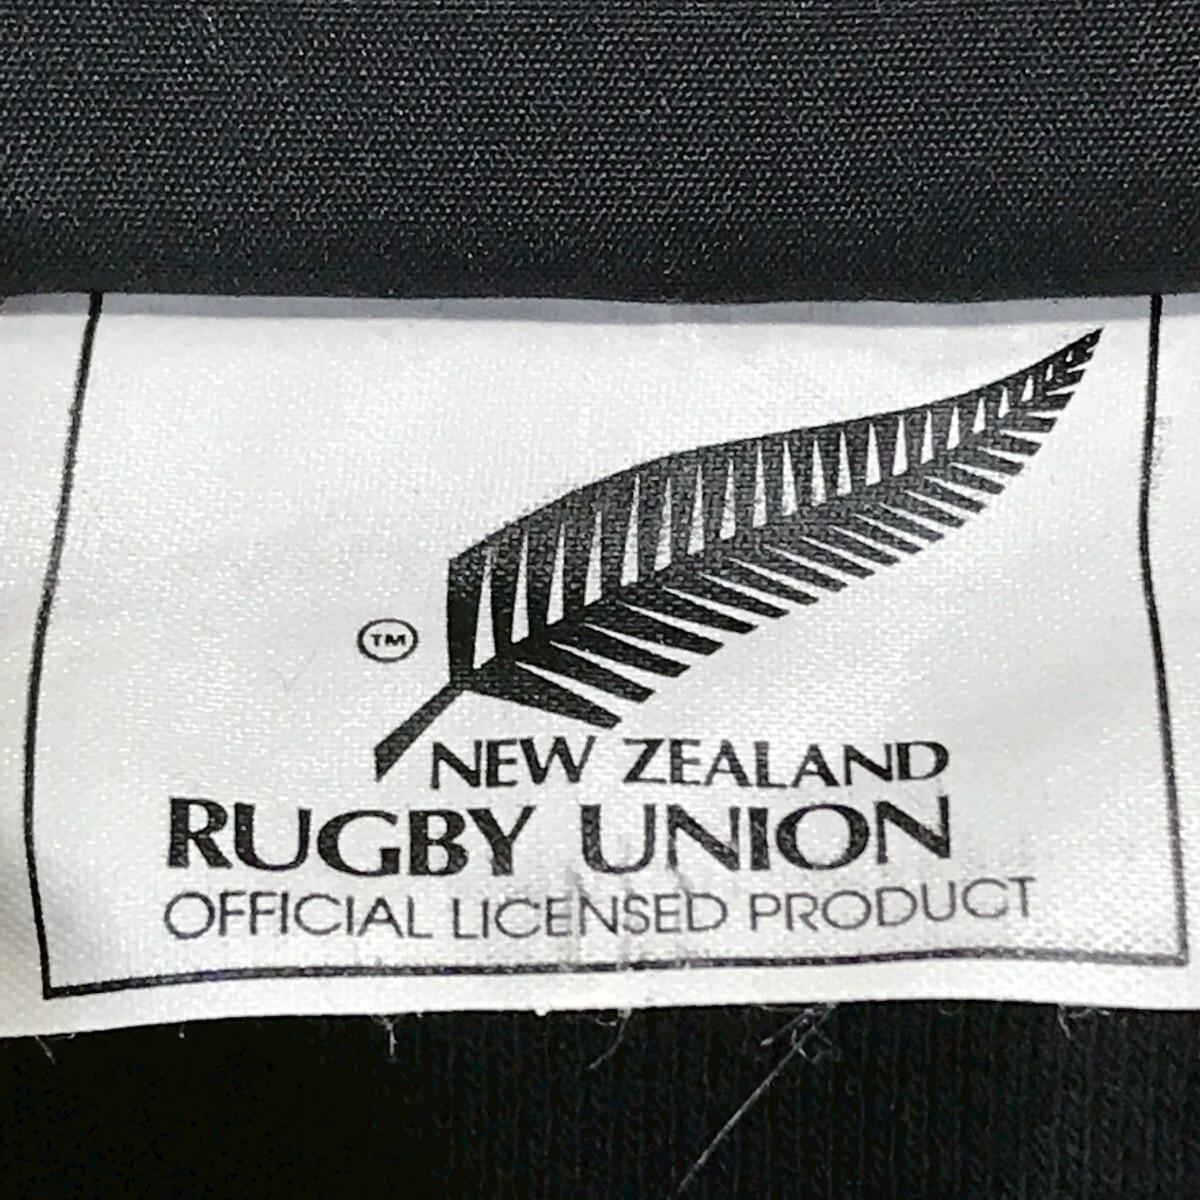 TM
NEW ZEALAND
RUGBY UNION
OFFICIAL LICENSED PRODUCT